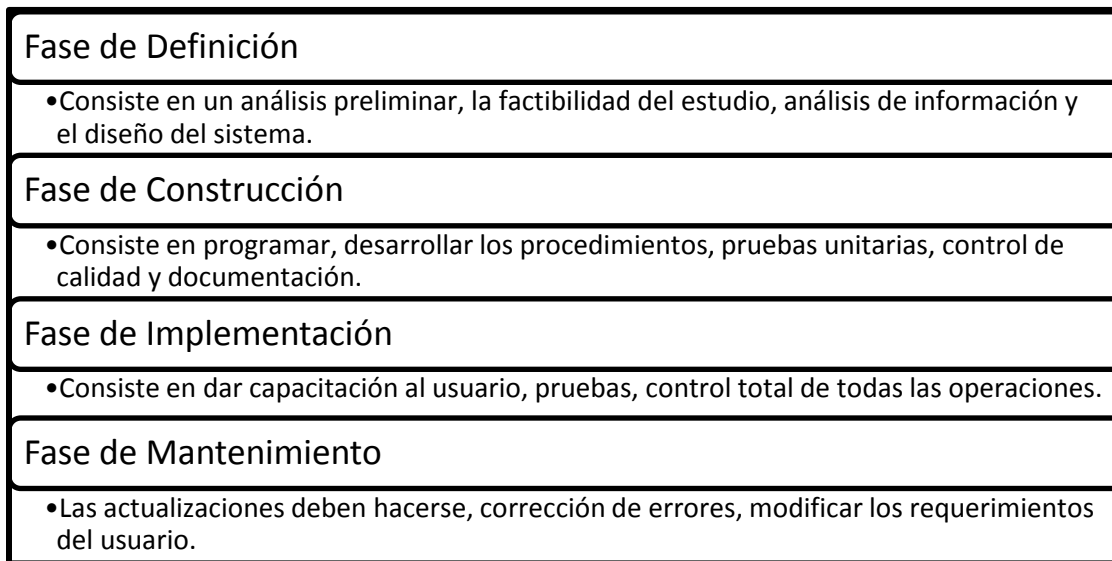 Fase de Definición
•Consiste en un análisis preliminar, la factibilidad del estudio, análisis de información y
el diseño del sistema.
Fase de Construcción
•Consiste en programar, desarrollar los procedimientos, pruebas unitarias, control de
calidad y documentación.
Fase de Implementación
•Consiste en dar capacitación al usuario, pruebas, control total de todas las operaciones.
Fase de Mantenimiento
•Las actualizaciones deben hacerse, corrección de errores, modificar los requerimientos
del usuario.